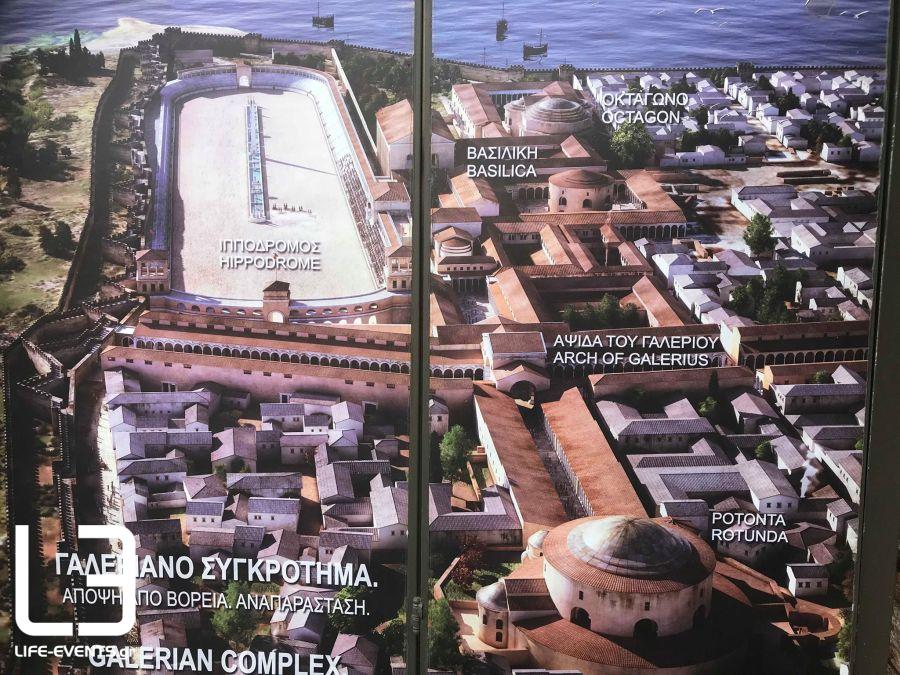 ΟΚΤΑΓΩΝΟ
OCTAGON
ΒΑΣΙΛΙΚΗ
BASILICA
ΙΠΠΟΔΡΟΜΟΣ
HIPPODROME
ΑΨΙΔΑ ΤΟΥ ΓΑΛΕΡΙΟΥ
ARCH OF GALERIUS
ΡΟΤΟΝΤΑ
ROTUNDA
ΓΑΛΕΡΙΑΝΟ ΣΥΓΚΡΟΤΗΜΑ.
ΑΠΟΨΗ ΑΠΟ ΒΟΡΕΙΑ. ΑΝΑΠΑΡΑΣΤΑΣΗ.
GALERIAN COMPLEX.
LIFE-EVENTS.gr